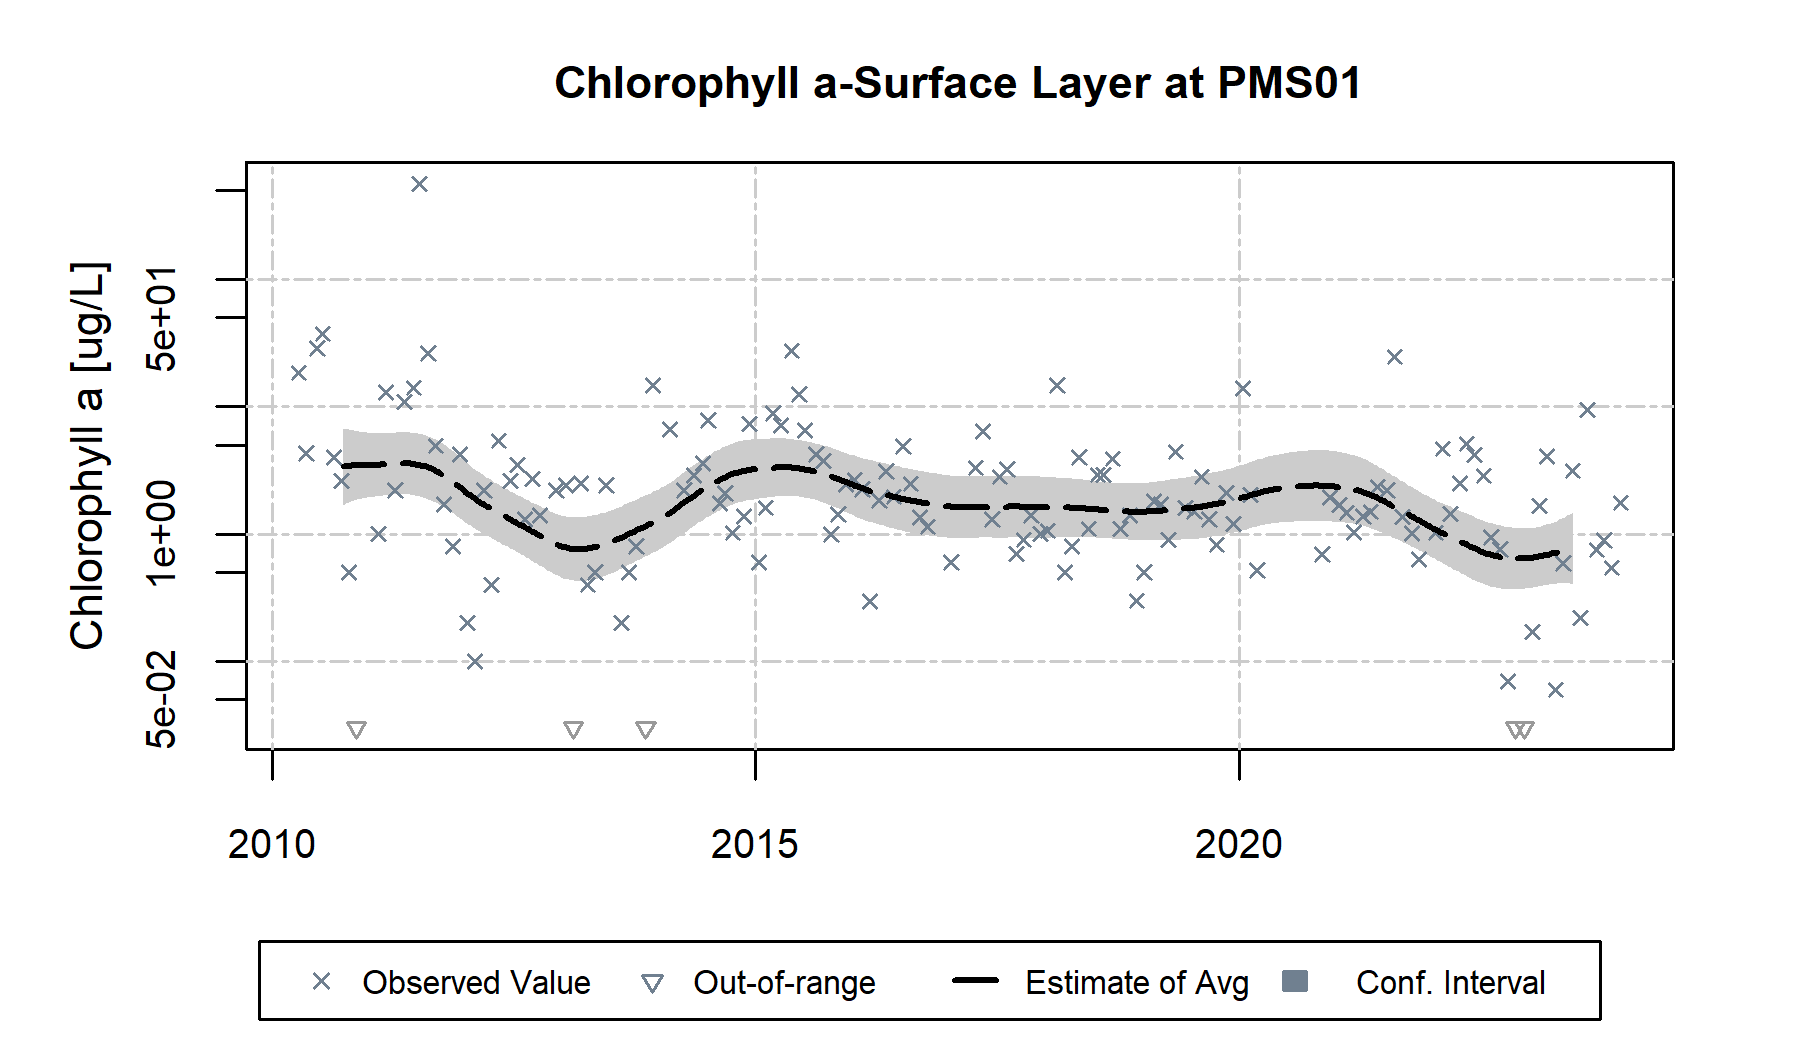 Chlorophyll a-Surface Layer at PMS01
Chlorophyll a [ug/L]
5e+01
1e+00
5e-02
2010 2015 2020
Observed Value Out-of-range Estimate of Avg Conf. Interval